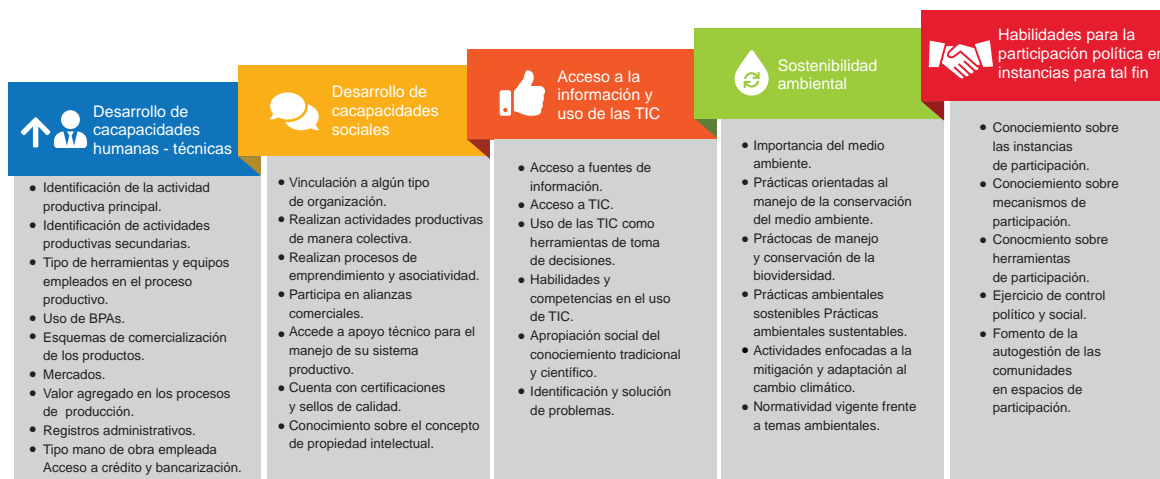 Desarrollo de
cacapacidades
humanas - técnicas
● Identificación de la actividad
productiva principal.
● Identificación de actividades
productivas secundarias.
● Tipo de herramientas y equipos
empleados en el proceso
productivo.
● Uso de BPAs.
● Esquemas de comercialización
de los productos.
● Mercados.
● Valor agregado en los procesos
de producción.
● Registros administrativos.
● Tipo mano de obra empleada
Acceso a crédito y bancarización.
Desarrollo de
cacapacidades
sociales
● Vinculación a algún tipo
de organización.
● Realizan actividades productivas
de manera colectiva.
● Realizan procesos de
emprendimiento y asociatividad.
● Participa en alianzas
comerciales.
● Accede a apoyo técnico para el
manejo de su sistema
productivo.
● Cuenta con certificaciones
y sellos de calidad.
● Conocimiento sobre el concepto
de propiedad intelectual.
Acceso a la
información y
uso de las TIC
● Acceso a fuentes de
información.
● Acceso a TIC.
● Uso de las TIC como
herramientas de toma
de decisiones.
● Habilidades y
competencias en el uso
de TIC.
● Apropiación social del
conociemiento tradicional
y científico.
● Identificación y solución
de problemas.
Sostenibilidad
ambiental
● Importancia del medio
ambiente.
● Prácticas orientadas al
manejo de la conservación
del medio ambiente.
● Práctocas de manejo
y conservación de la
biovidersidad.
● Prácticas ambientales
sostenibles Prácticas
ambientales sustentables.
● Actividades enfocadas a la
mitigación y adaptación al
cambio climático.
● Normatividad vigente frente
a temas ambientales.
Habilidades para la
participación política en
instancias para tal fin
● Conociemiento sobre
las instancias
de participación.
● Conociemiento sobre
mecanismos de
participación.
● Conocmiento sobre
herramientas
de participación.
● Ejercicio de control
político y social.
● Fomento de la
autogestión de las
comunidades
en espacios de
participación.